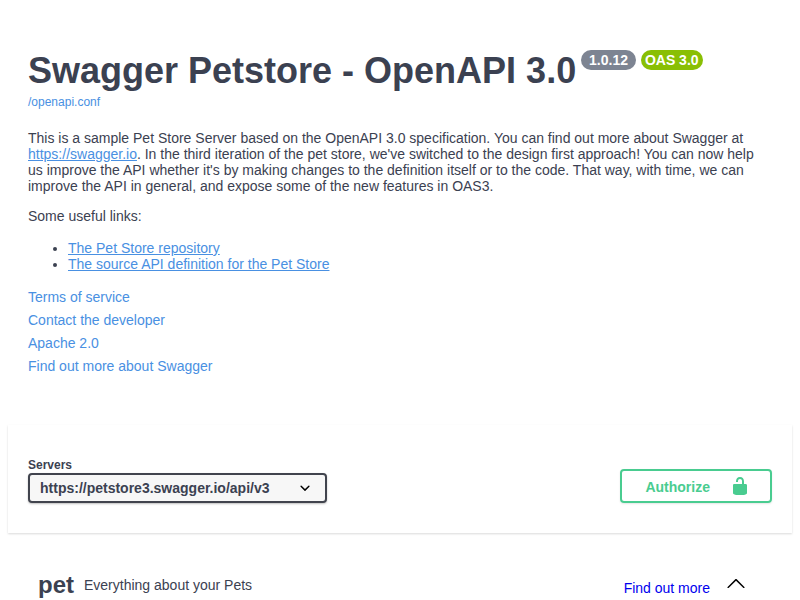 Swagger Petstore - OpenAPI 3.0 1.0.12 OAS 3.0
/openapi.conf
This is a sample Pet Store Server based on the OpenAPI 3.0 specification. You can find out more about Swagger at
https://swagger.io. In the third iteration of the pet store, we've switched to the design first approach! You can now help
us improve the API whether it's by making changes to the definition itself or to the code. That way, with time, we can
improve the API in general, and expose some of the new features in OAS3.
Some useful links:
• The Pet Store repository
• The source API definition for the Pet Store
Terms of service
Contact the developer
Apache 2.0
Find out more about Swagger
Servers
https://petstore3.swagger.io/api/v3
Authorize
pet Everything about your Pets
Find out more